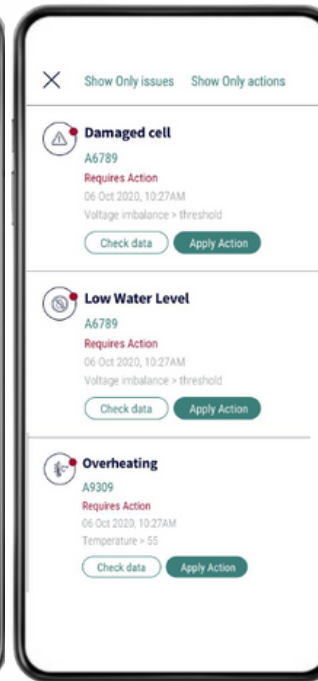 Show Only issues Show Only actions
Damaged cell
A6789
Requires Action
06 Oct 2020, 10:27AM
Voltage imbalance > threshold
Check data Apply Action
Low Water Level
A6789
Requires Action
06 Oct 2020, 10:27AM
Voltage imbalance > threshold
Check data Apply Action
Overheating
A9309
Requires Action
06 Oct 2020, 10:27AM
Temperature > 55
Check data Apply Action